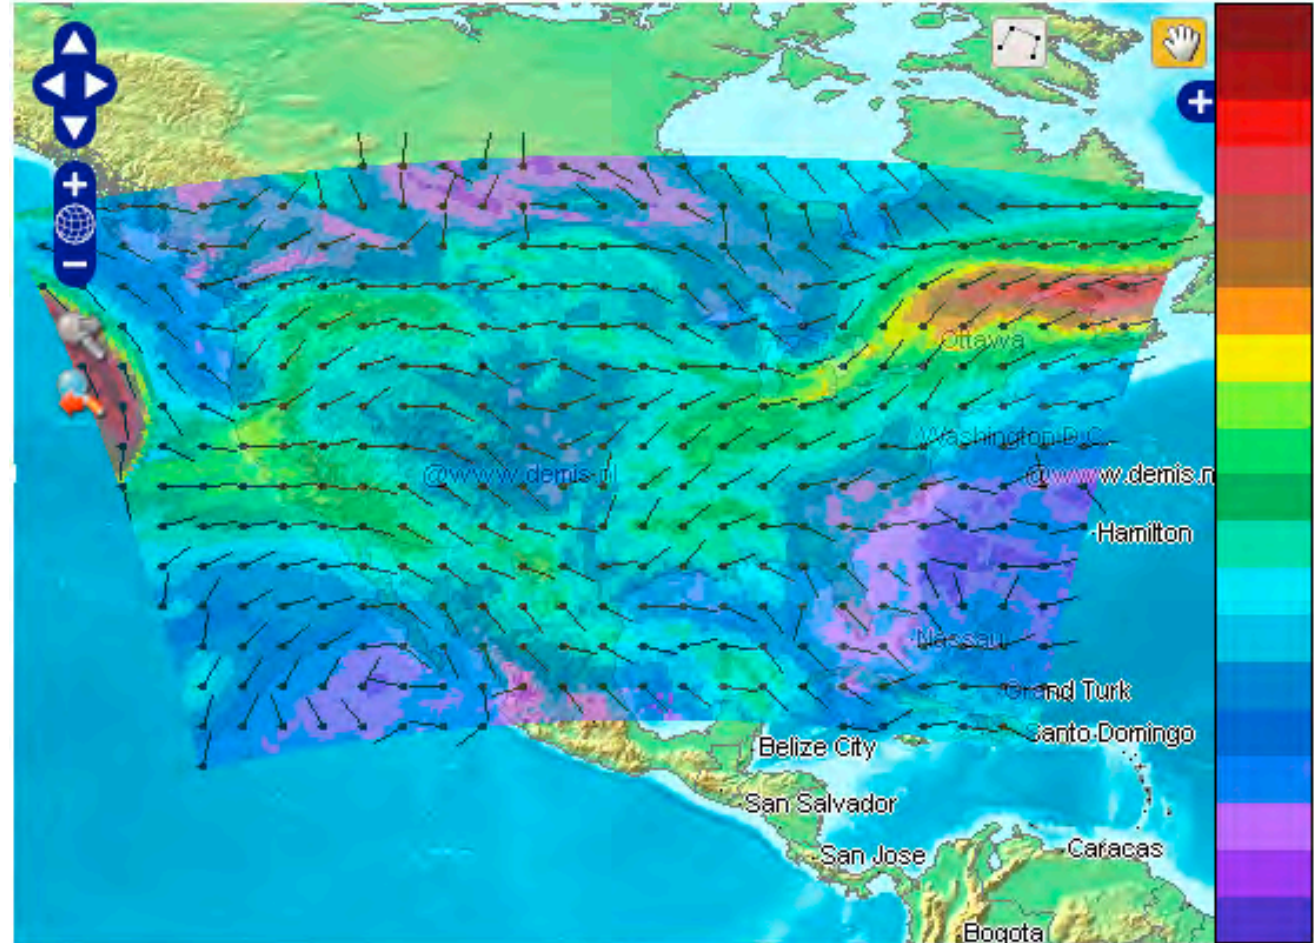 Ottawa
Washington D.C.
@www.demis.nl
@www.demis.n
Hamilton
Nassau
Grand Turk
Santo Domingo
Belize City
San Salvador
San Jose
Caracas
Bogota